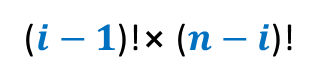 (i − 1)!× (n − i)!